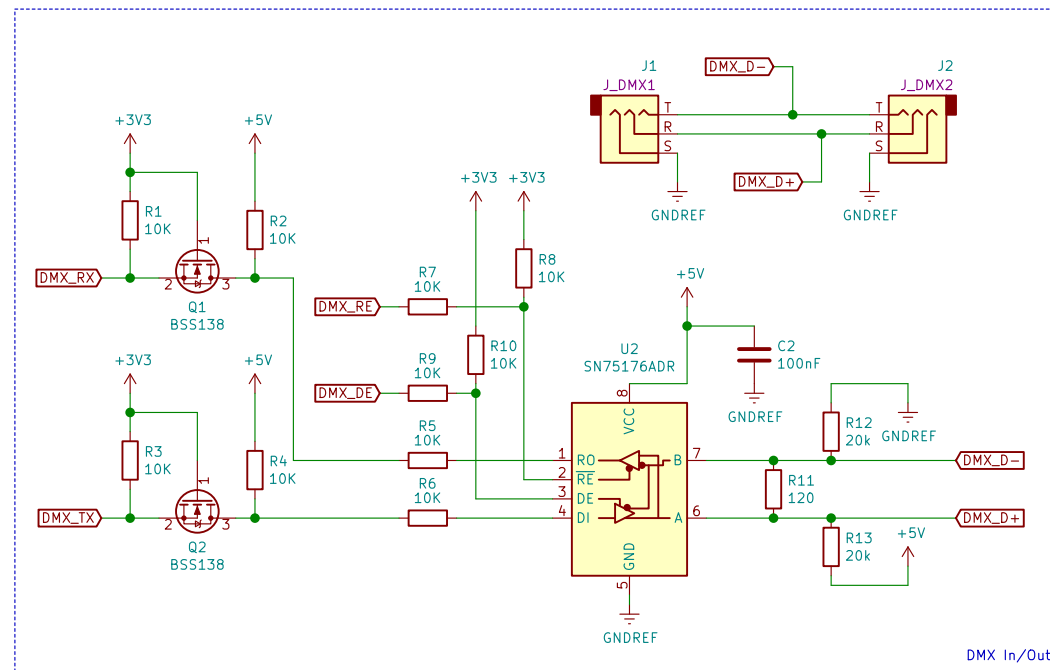 J1
J_DMX1
DMX_D-
J2
J_DMX2
T
R
S
T
R
S
DMX_D+
GNDREF
GNDREF
+3V3
+5V
R1
10K
R2
10K
1
DMX_RX
2
3
Q1
BSS138
+3V3
+3V3
R8
10K
R7
10K
DMX_RE
R10
10K
R9
10K
DMX_DE
+5V
C2
100nF
GNDREF
U2
SN75176ADR
+3V3
+5V
R3
10K
R4
10K
1
DMX_TX
2
3
Q2
BSS138
R5
10K
R6
10K
8
VCC
1
RO
2
RE
3
DE
4
DI
B
7
A
6
GND
5
GNDREF
R12
20k
GNDREF
R11
120
DMX_D-
DMX_D+
R13
20k
+5V
DMX In/Out